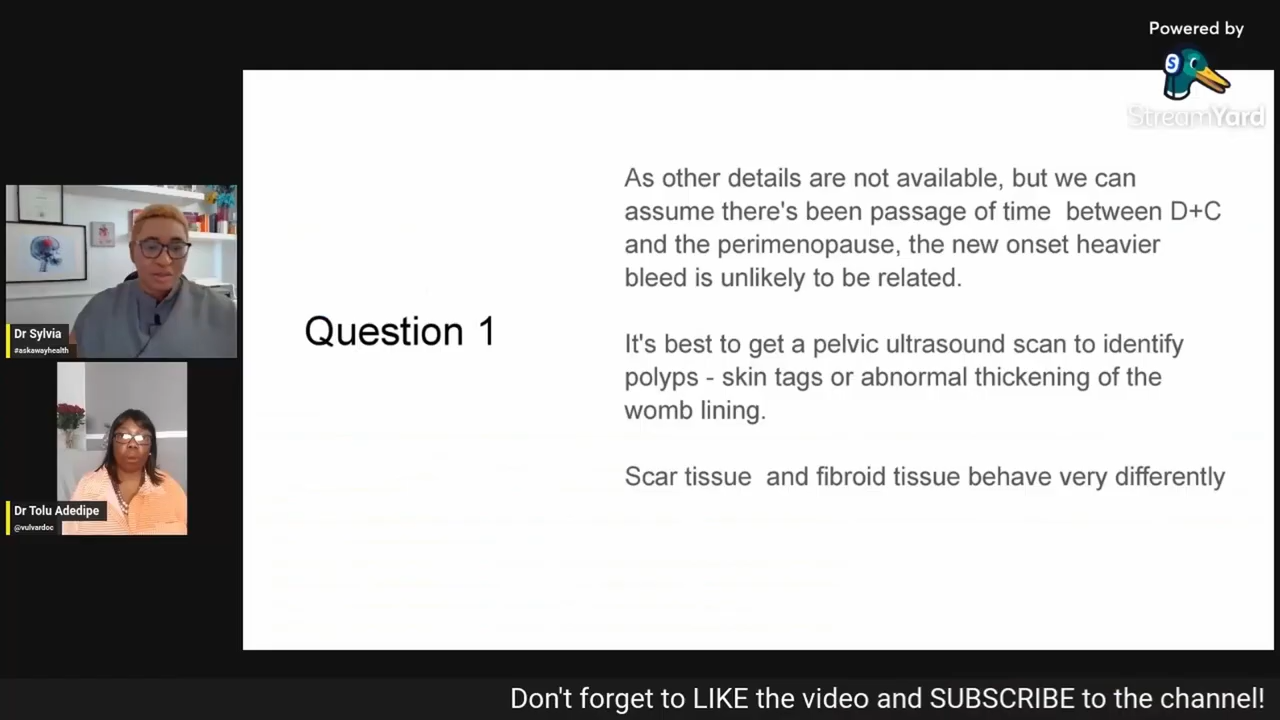 Powered by
S
StreamYard
As other details are not available, but we can
assume there's been passage of time  between D+C
and the perimenopause, the new onset heavier
bleed is unlikely to be related.
Question 1
It's best to get a pelvic ultrasound scan to identify
polyps - skin tags or abnormal thickening of the
womb lining.
Scar tissue  and fibroid tissue behave very differently
Dr Sylvia
#askawayhealth
Dr Tolu Adedipe
@vulvardoc
Don't forget to LIKE the video and SUBSCRIBE to the channel!